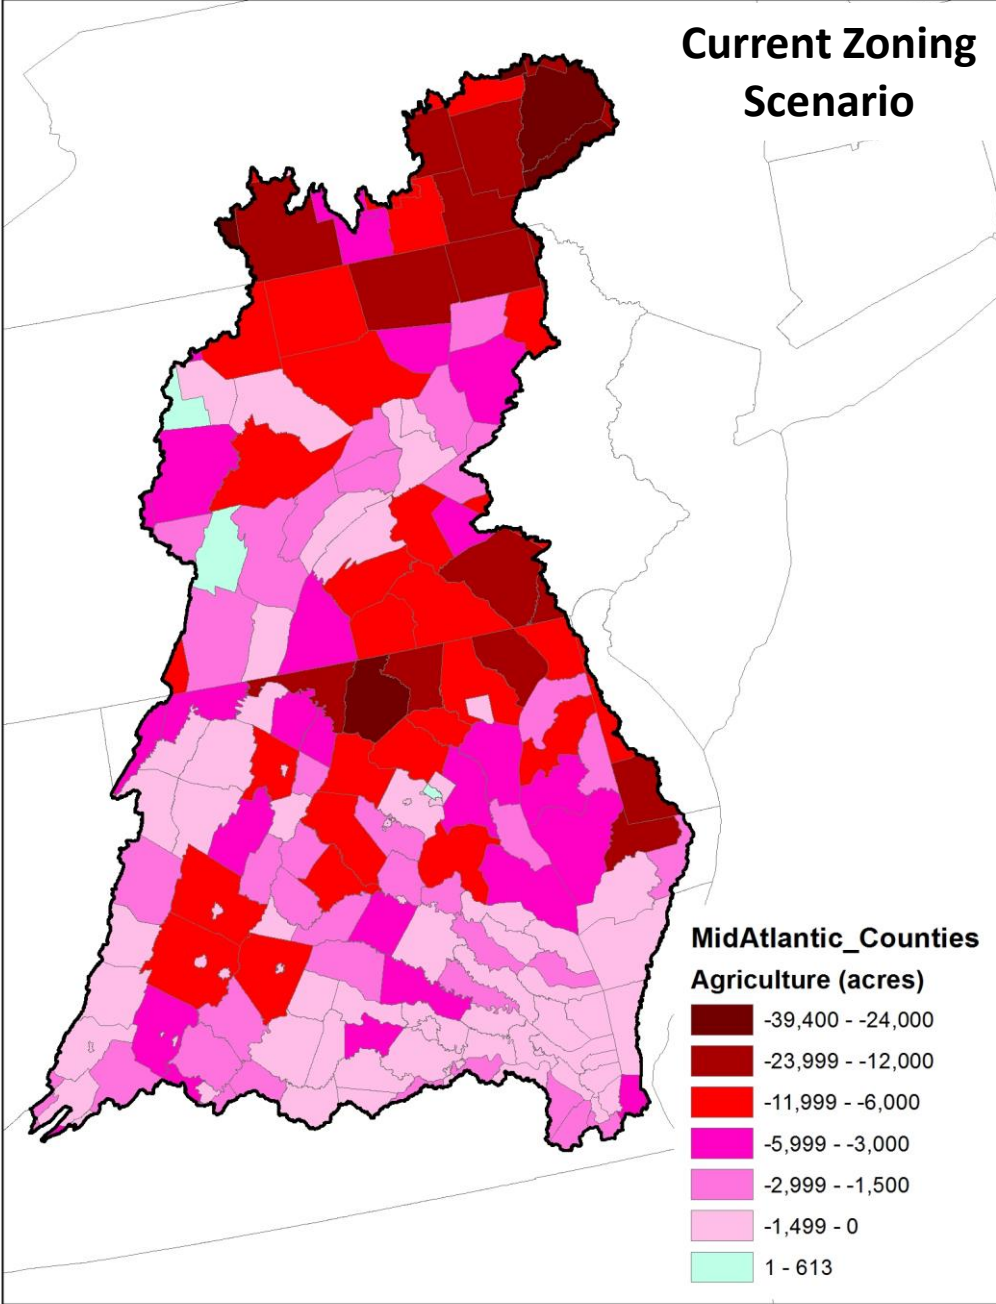 Current Zoning
Scenario
MidAtlantic_Counties
Agriculture (acres)
-39,400 - -24,000
-23,999 - -12,000
-11,999 - -6,000
-5,999 - -3,000
-2,999 - -1,500
-1,499 - 0
1 - 613